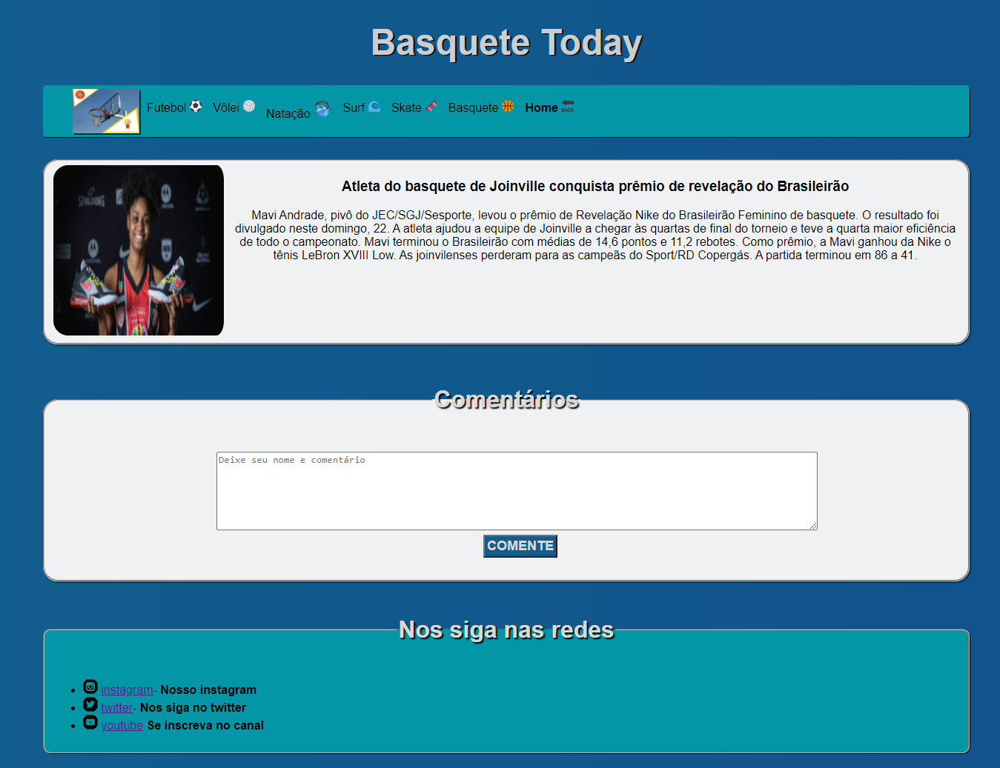 Basquete Today
Futebol Vôlei Natação Surf Skate Basquete Home BACK
SPALDING
Atleta do basquete de Joinville conquista prêmio de revelação do Brasileirão
Mavi Andrade, pivô do JEC/SGJ/Sesporte, levou o prêmio de Revelação Nike do Brasileirão Feminino de basquete. O resultado foi
divulgado neste domingo, 22. A atleta ajudou a equipe de Joinville a chegar às quartas de final do torneio e teve a quarta maior eficiência
de todo o campeonato. Mavi terminou o Brasileirão com médias de 14,6 pontos e 11,2 rebotes. Como prêmio, a Mavi ganhou da Nike o
tênis LeBron XVIII Low. As joinvilenses perderam para as campeãs do Sport/RD Copergás. A partida terminou em 86 a 41.
Comentários
Deixe seu nome e comentário
COMENTE
Nos siga nas redes
instagram- Nosso instagram
twitter- Nos siga no twitter
youtube Se inscreva no canal